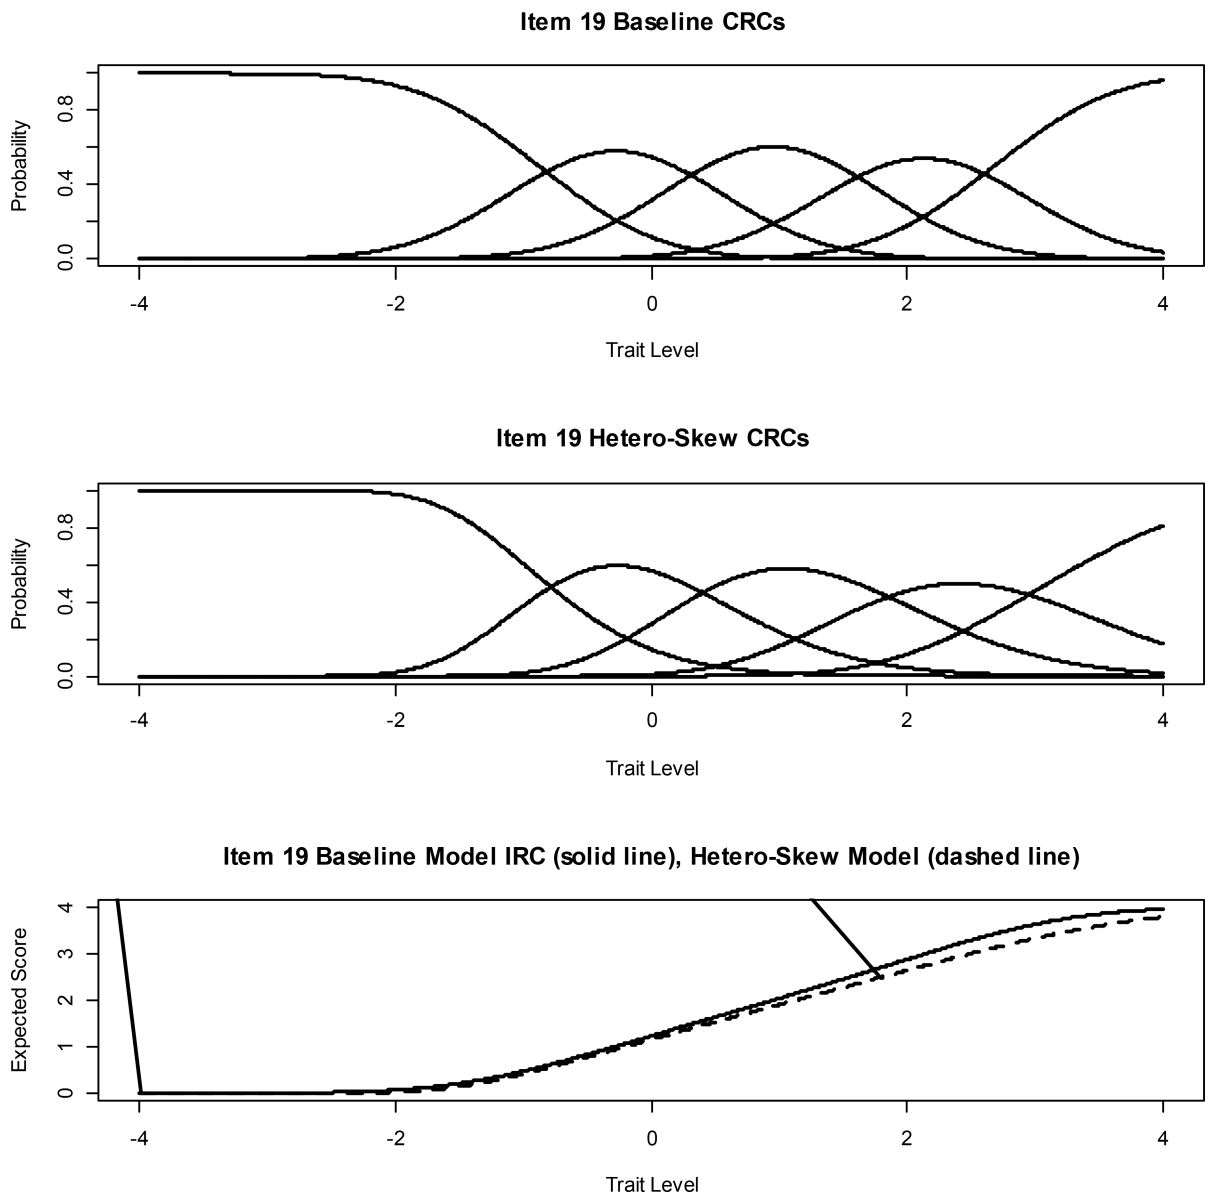 Item 19 Baseline CRCs
Probability
0.8
0.4
0.0
-4 -2 0 2 4
Trait Level
Item 19 Hetero-Skew CRCs
Probability
0.8
0.4
0.0
-4 -2 0 2 4
Trait Level
Item 19 Baseline Model IRC (solid line), Hetero-Skew Model (dashed line)
Expected Score
4
3
2
1
0
-4 -2 0 2 4
Trait Level